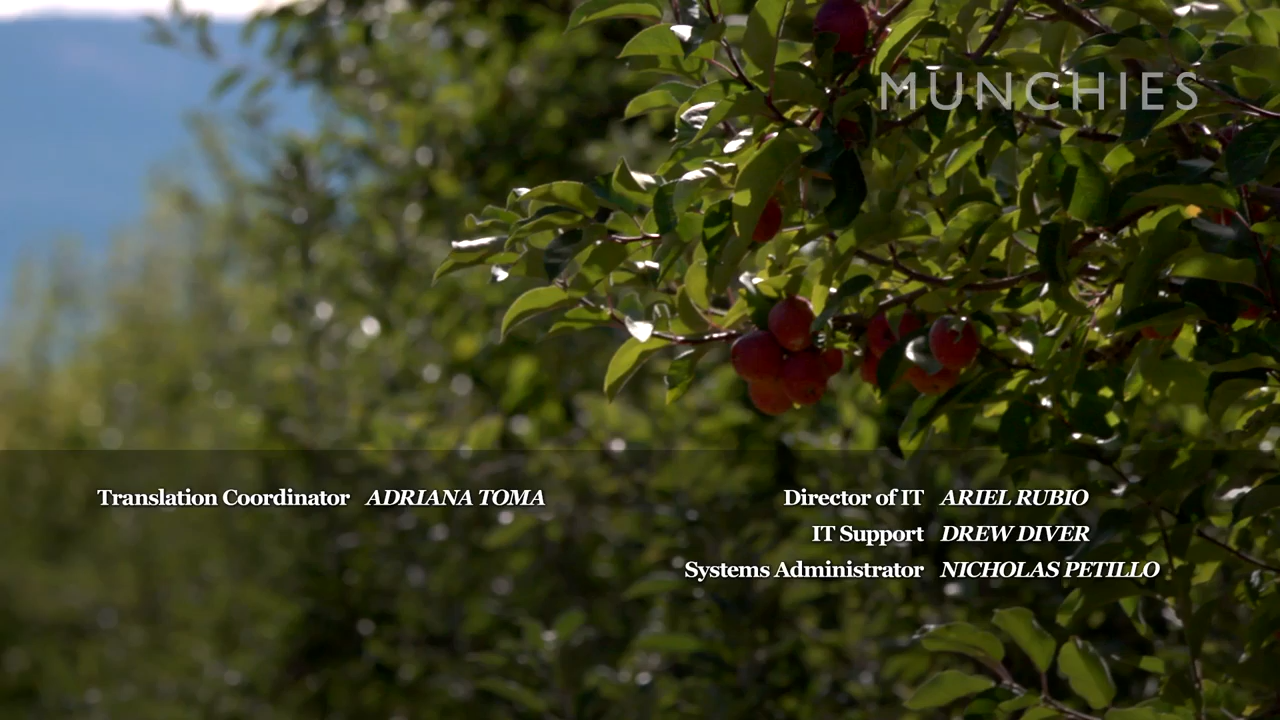 MUNCHIES
Translation Coordinator ADRIANA TOMA
Director of IT ARIEL RUBIO
IT Support DREW DIVER
Systems Administrator NICHOLAS PETILLO